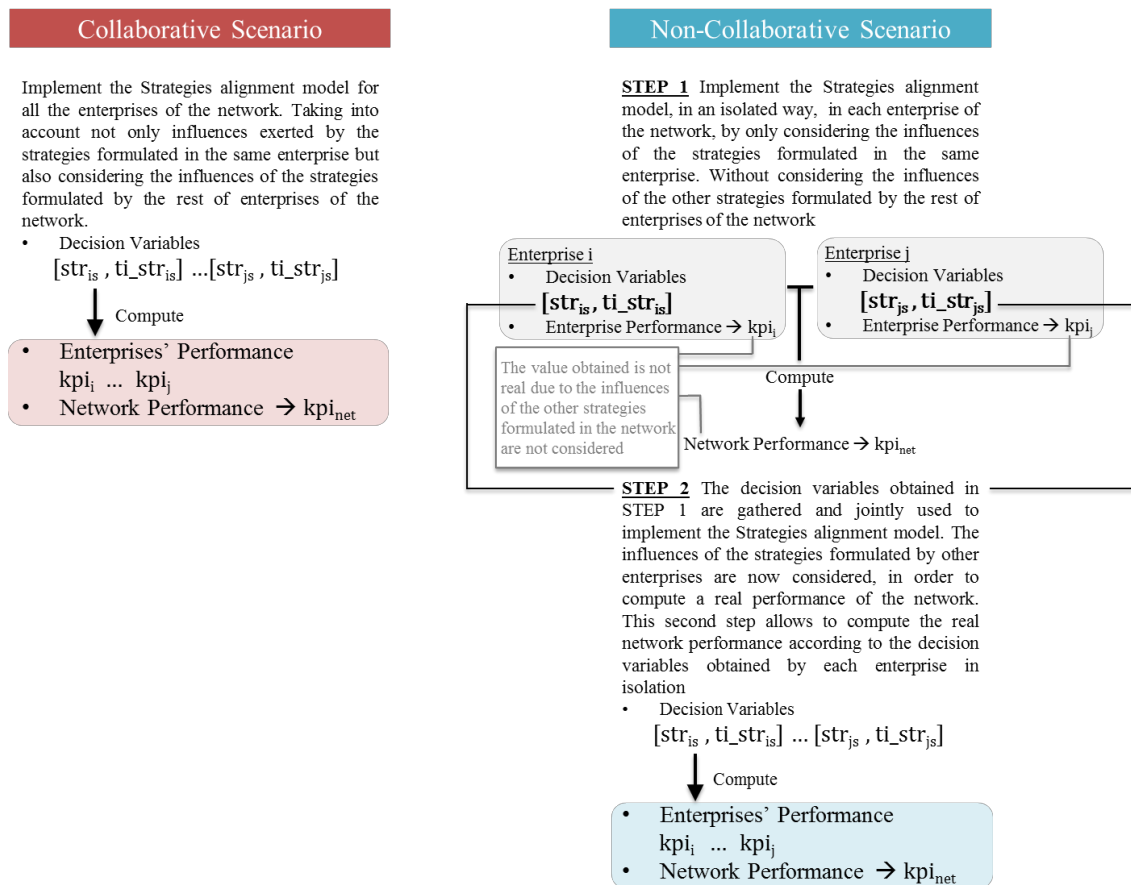 Collaborative Scenario
Implement the Strategies alignment model for
all the enterprises of the network. Taking into
account not only influences exerted by the
strategies formulated in the same enterprise but
also considering the influences of the strategies
formulated by the rest of enterprises of the
network.
• Decision Variables
[str_is , ti_str_is] ...[str_js , ti_str_js]
Compute
• Enterprises’ Performance
kpi_i ... kpi_j
• Network Performance → kpi_net
Non-Collaborative Scenario
STEP 1 Implement the Strategies alignment
model, in an isolated way, in each enterprise of
the network, by only considering the influences
of the strategies formulated in the same
enterprise. Without considering the influences
of the other strategies formulated by the rest of
enterprises of the network
Enterprise i
• Decision Variables
[str_is, ti_str_is]
• Enterprise Performance → kpi_i
Enterprise j
• Decision Variables
[str_js, ti_str_js]
• Enterprise Performance → kpi_j
The value obtained is not
real due to the influences
of the other strategies
formulated in the network
are not considered
Compute
Network Performance → kpi_net
STEP 2 The decision variables obtained in
STEP 1 are gathered and jointly used to
implement the Strategies alignment model. The
influences of the strategies formulated by other
enterprises are now considered, in order to
compute a real performance of the network.
This second step allows to compute the real
network performance according to the decision
variables obtained by each enterprise in
isolation
• Decision Variables
[str_is , ti_str_is] ... [str_js , ti_str_js]
Compute
• Enterprises’ Performance
kpi_i ... kpi_j
• Network Performance → kpi_net